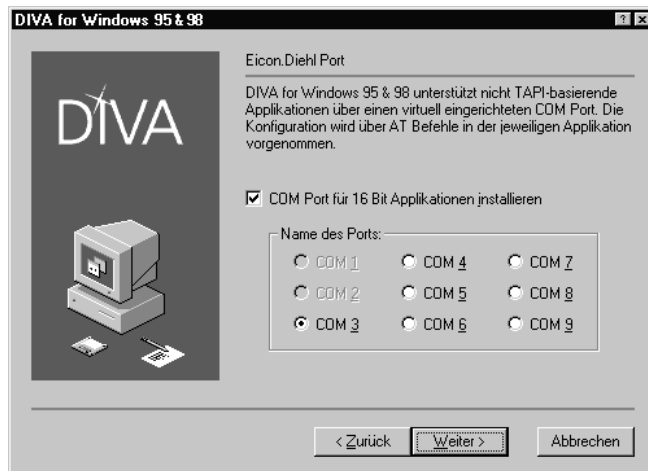 DIVA for Windows 95 & 98
DIVA
Eicon.Diehl Port
DIVA for Windows 95 & 98 unterstützt nicht TAPI-basierende
Applikationen über einen virtuell eingerichteten COM Port. Die
Konfiguration wird über AT Befehle in der jeweiligen Applikation
vorgenommen.
COM Port für 16 Bit Applikationen installieren
Name des Ports:
COM 1 COM 4 COM 7
COM 2 COM 5 COM 8
COM 3 COM 6 COM 9
< Zurück Weiter > Abbrechen